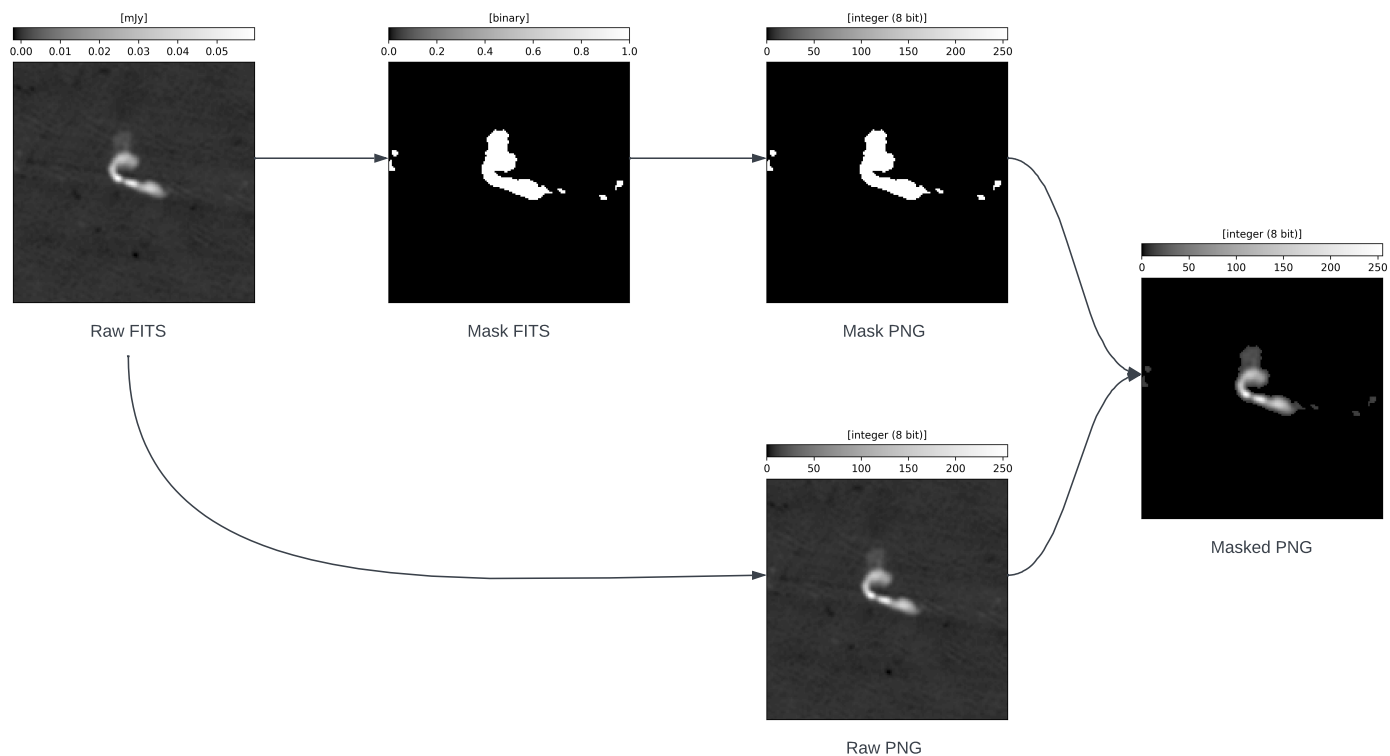 [mJy]
0.00 0.01 0.02 0.03 0.04 0.05
Raw FITS
[binary]
0.0 0.2 0.4 0.6 0.8 1.0
Mask FITS
[integer (8 bit)]
0 50 100 150 200 250
Mask PNG
[integer (8 bit)]
0 50 100 150 200 250
Raw PNG
[integer (8 bit)]
0 50 100 150 200 250
Masked PNG